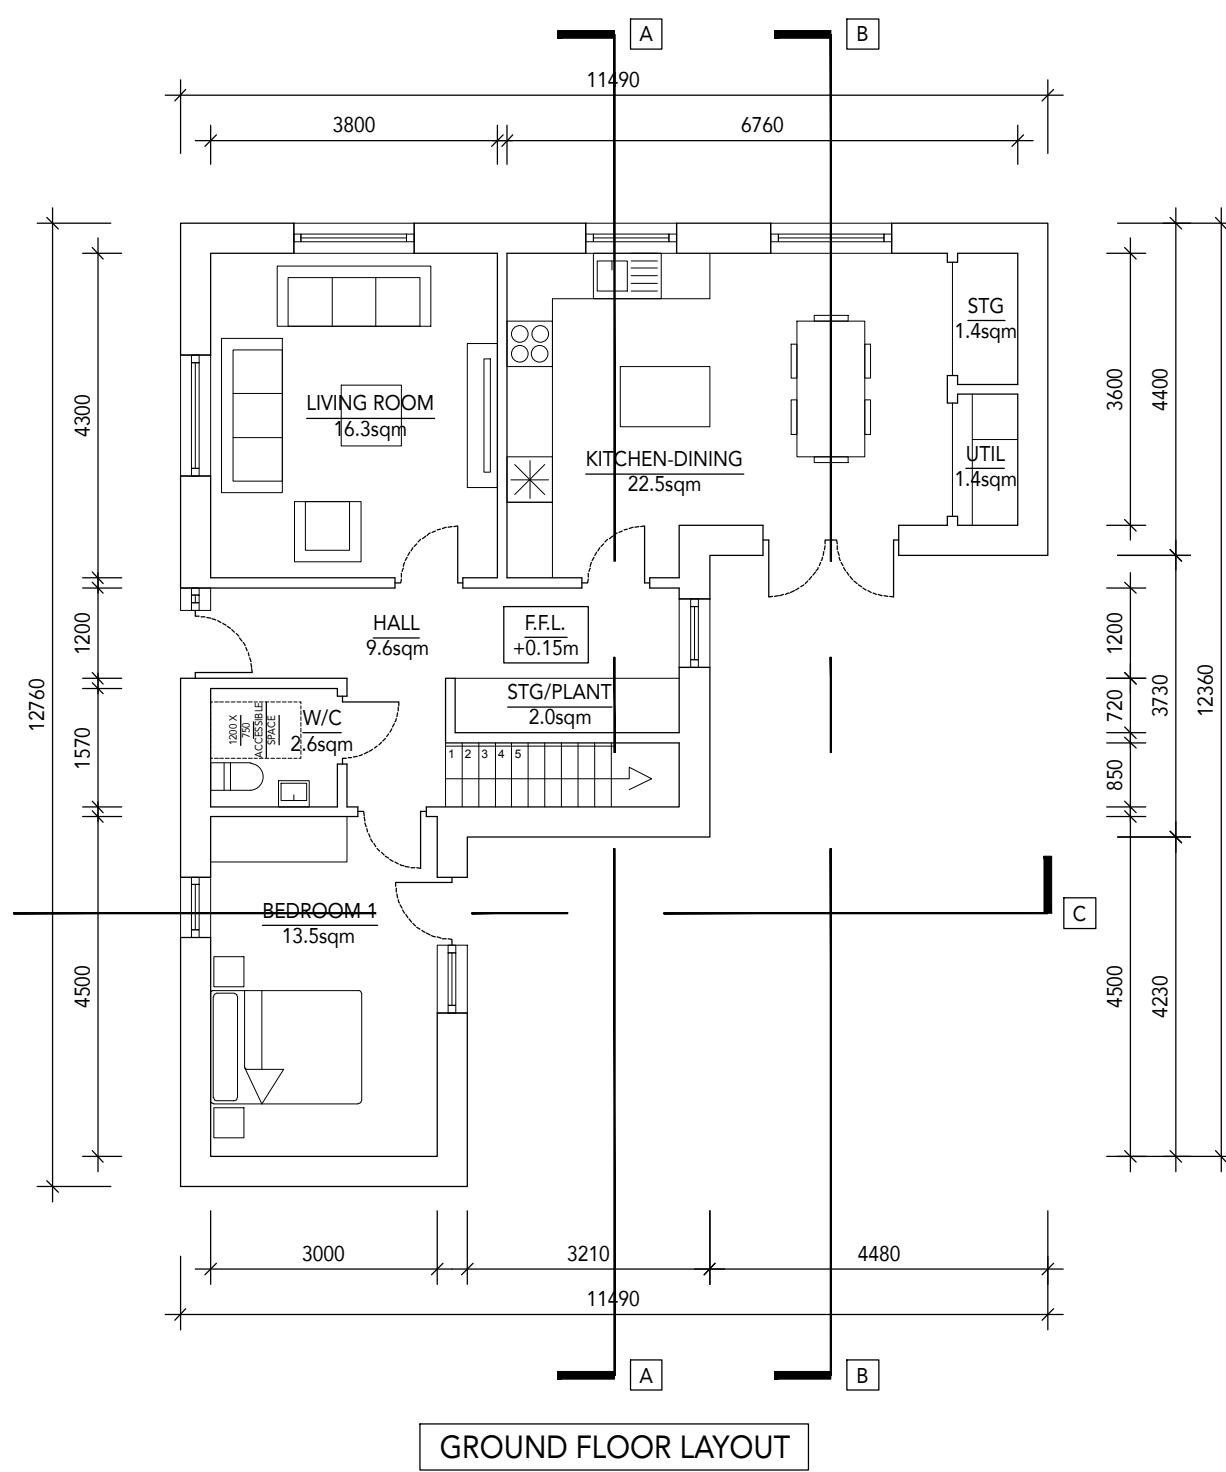 A
B
11490
3800
6760
STG
1.4sqm
LIVING ROOM
16.3sqm
KITCHEN-DINING
22.5sqm
UTIL
1.4sqm
4300
3600
4400
HALL
9.6sqm
F.F.L.
+0.15m
1200
1200
12760
1570
W/C
2.6sqm
1200 X
750
ACCESSIBLE
SPACE
STG/PLANT
2.0sqm
1 2 3 4 5
720
3730
12360
850
BEDROOM 1
13.5sqm
C
4500
4500
4230
3000
3210
4480
11490
A
B
GROUND FLOOR LAYOUT